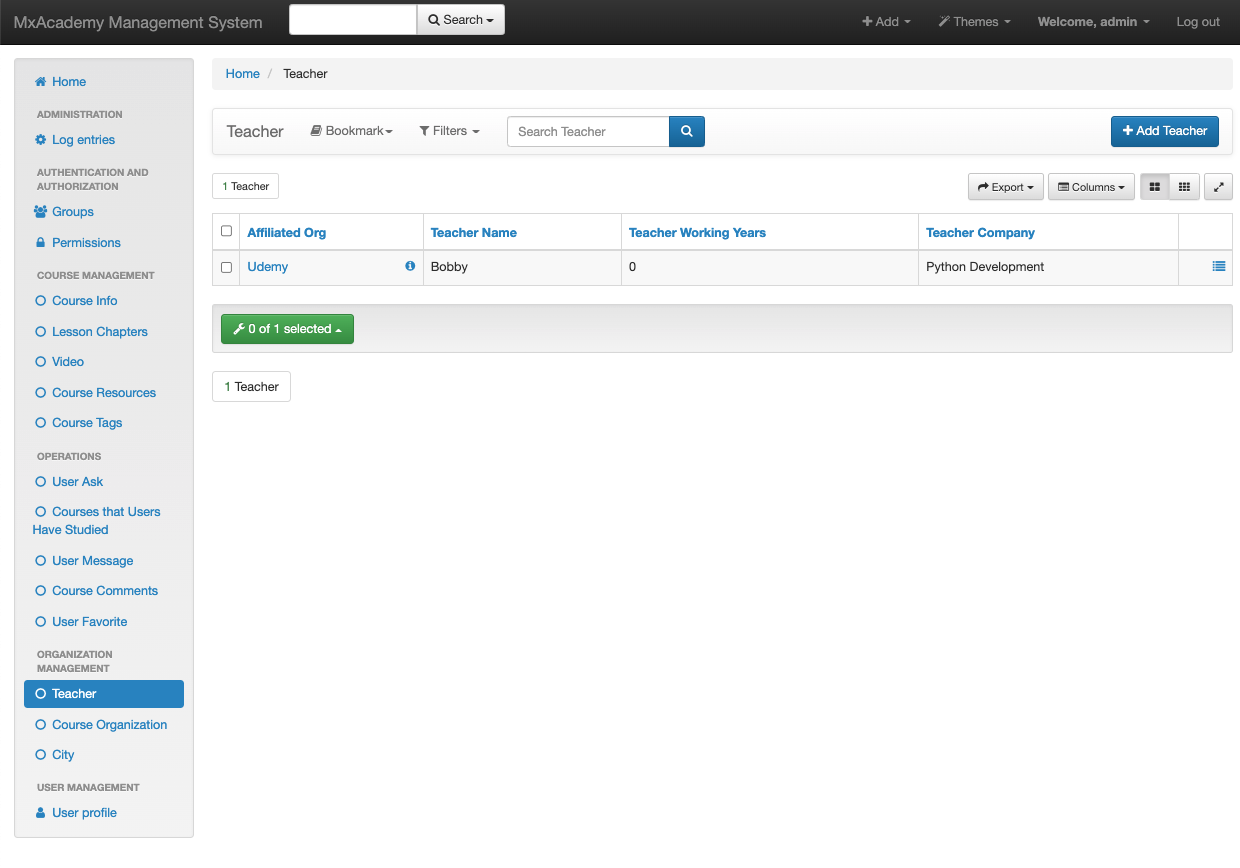 MxAcademy Management System
Search
Add
Themes
Welcome, admin
Log out
Home
ADMINISTRATION
Log entries
AUTHENTICATION AND
AUTHORIZATION
Groups
Permissions
COURSE MANAGEMENT
Course Info
Lesson Chapters
Video
Course Resources
Course Tags
OPERATIONS
User Ask
Courses that Users
Have Studied
User Message
Course Comments
User Favorite
ORGANIZATION
MANAGEMENT
Teacher
Course Organization
City
USER MANAGEMENT
User profile
Home / Teacher
Teacher
Bookmark
Filters
Search Teacher
Add Teacher
1 Teacher
Export
Columns
Affiliated Org
Teacher Name
Teacher Working Years
Teacher Company
Udemy
Bobby
0
Python Development
0 of 1 selected
1 Teacher